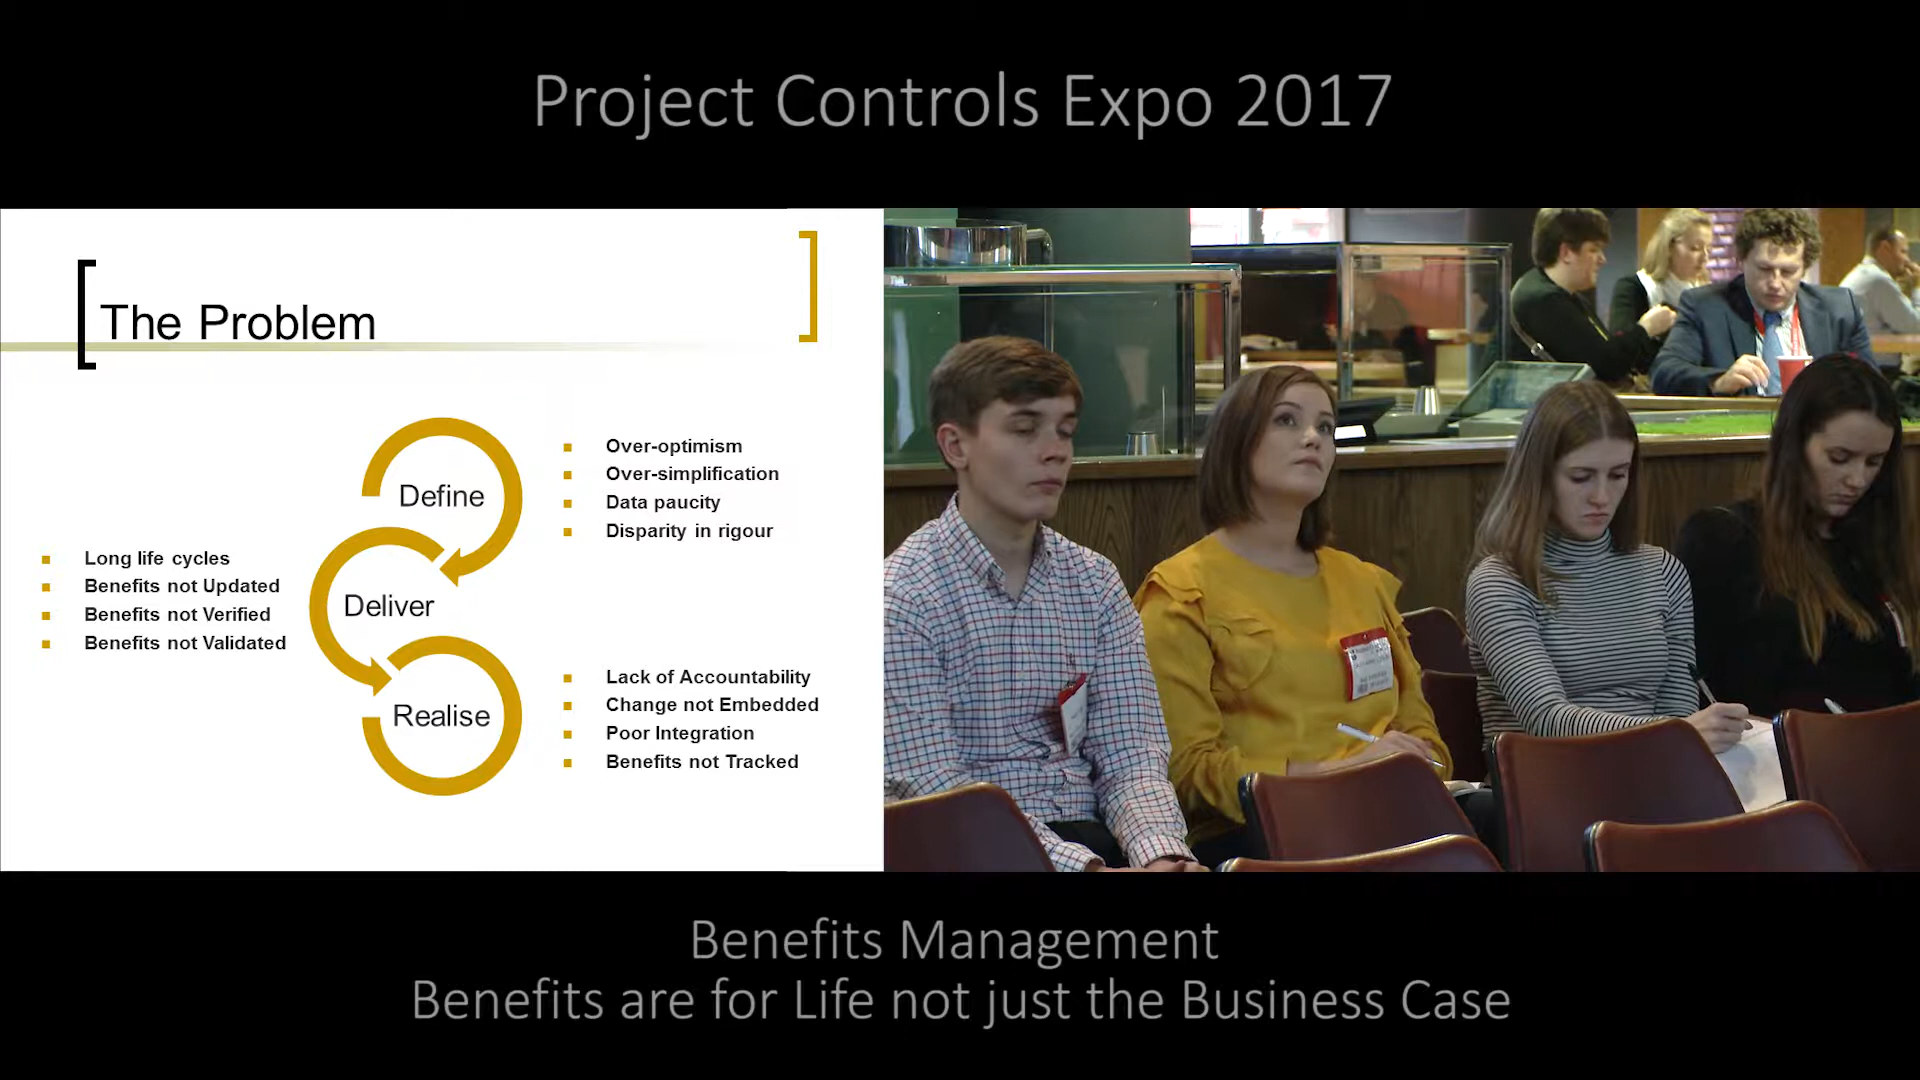 Project Controls Expo 2017
The Problem
Define
Over-optimism
Over-simplification
Data paucity
Disparity in rigour
Deliver
Long life cycles
Benefits not Updated
Benefits not Verified
Benefits not Validated
Realise
Lack of Accountability
Change not Embedded
Poor Integration
Benefits not Tracked
Benefits Management
Benefits are for Life not just the Business Case